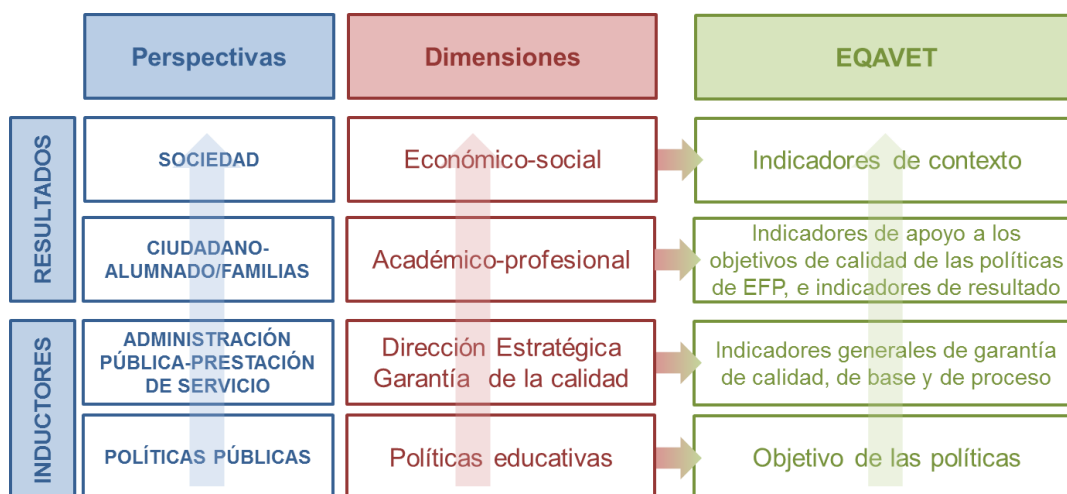 Perspectivas
Dimensiones
EQAVET
RESULTADOS
SOCIEDAD
Económico-social
Indicadores de contexto
CIUDADANO-
ALUMNADO/FAMILIAS
Académico-profesional
Indicadores de apoyo a los
objetivos de calidad de las políticas
de EFP, e indicadores de resultado
INDUCTORES
ADMINISTRACIÓN
PÚBLICA-PRESTACIÓN
DE SERVICIO
Dirección Estratégica
Garantía de la calidad
Indicadores generales de garantía
de calidad, de base y de proceso
POLÍTICAS PÚBLICAS
Políticas educativas
Objetivo de las políticas